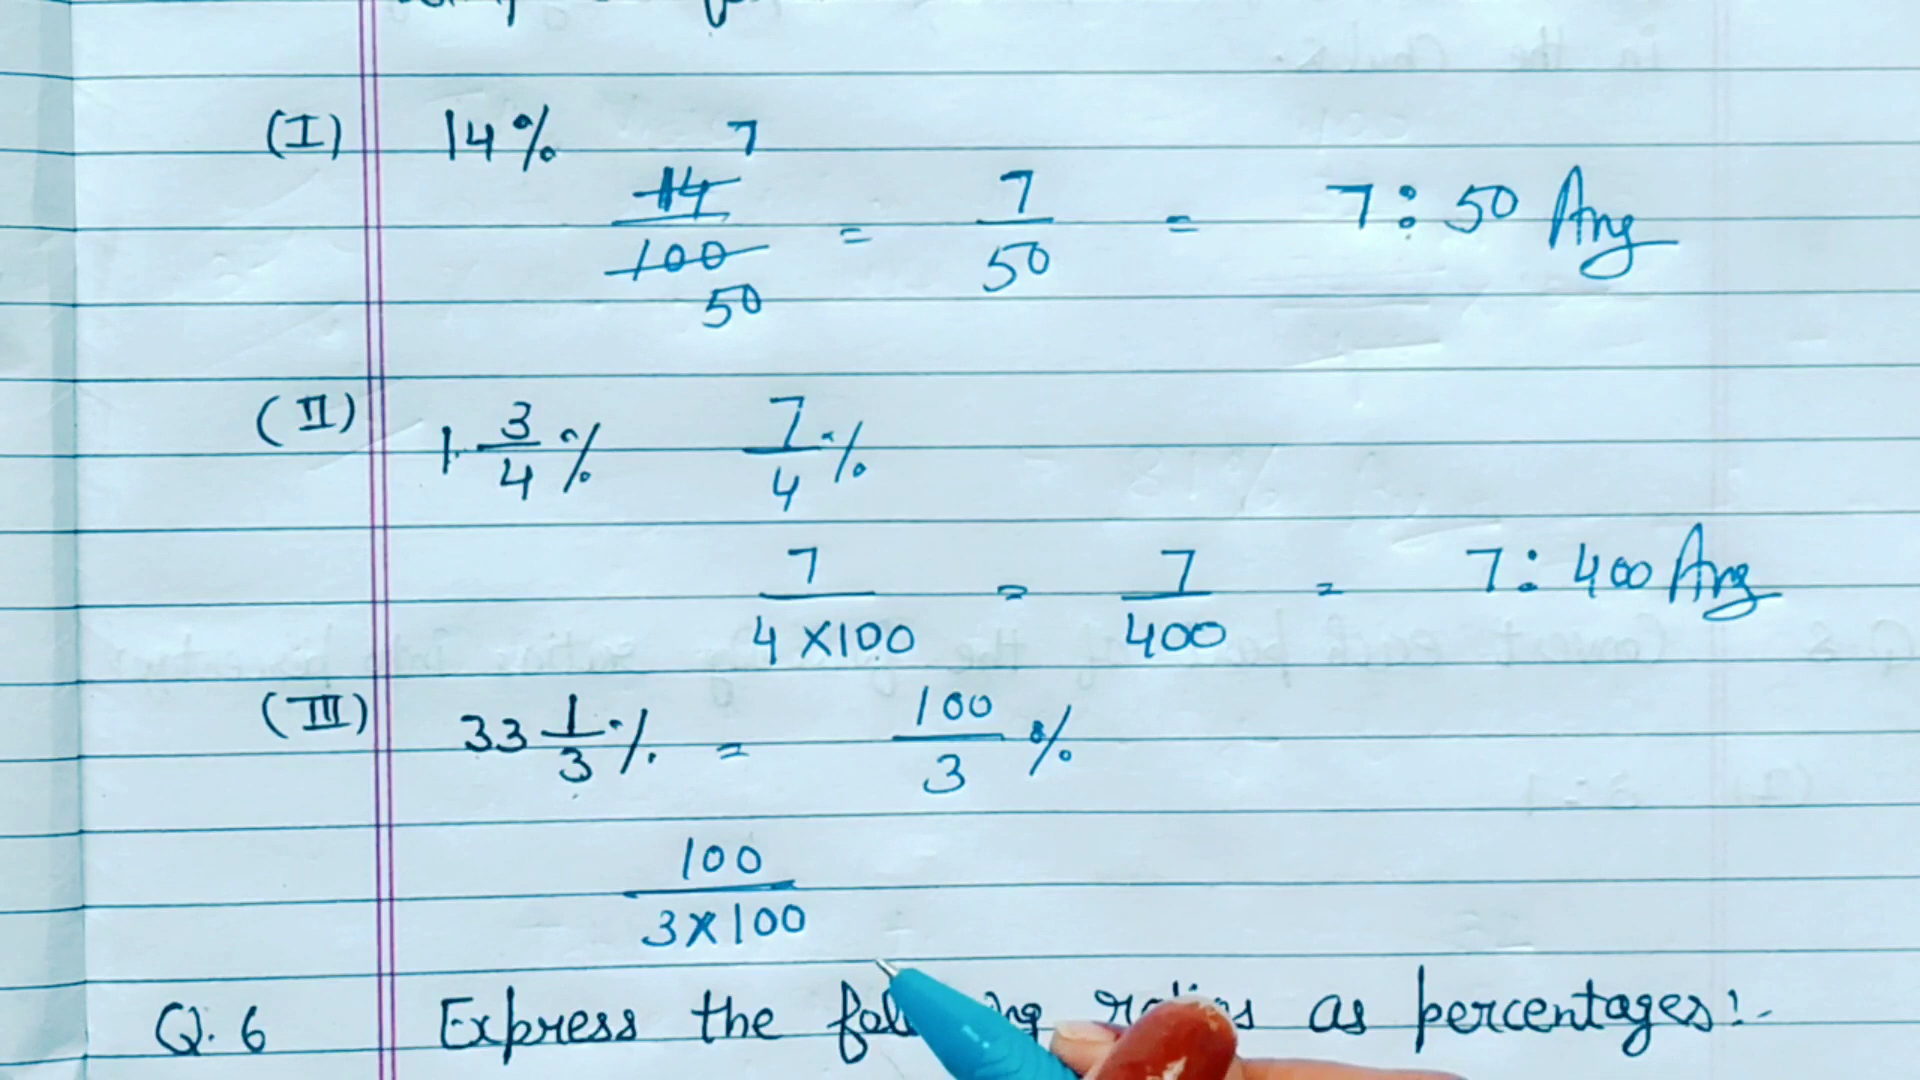 (I) 14% 14/100 7 50 = 7/50 = 7 : 50 Ans
(II) 1 3/4 % 7/4 %
7/4×100 = 7/400 = 7 : 400 Ans
(III) 33 1/3 % = 100/3 %
100/3×100
Q. 6 Express the as percentages:-